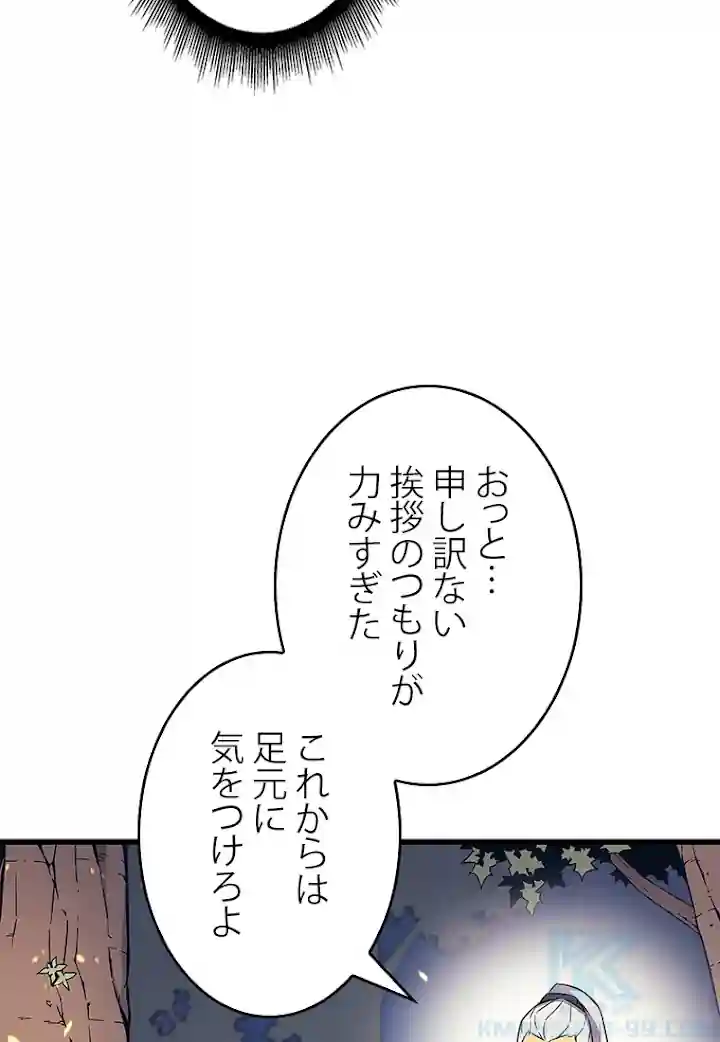 おっと…
申し訳ない
挨拶のつもりが
力みすぎた
これからは
足元に
気をつけろよ